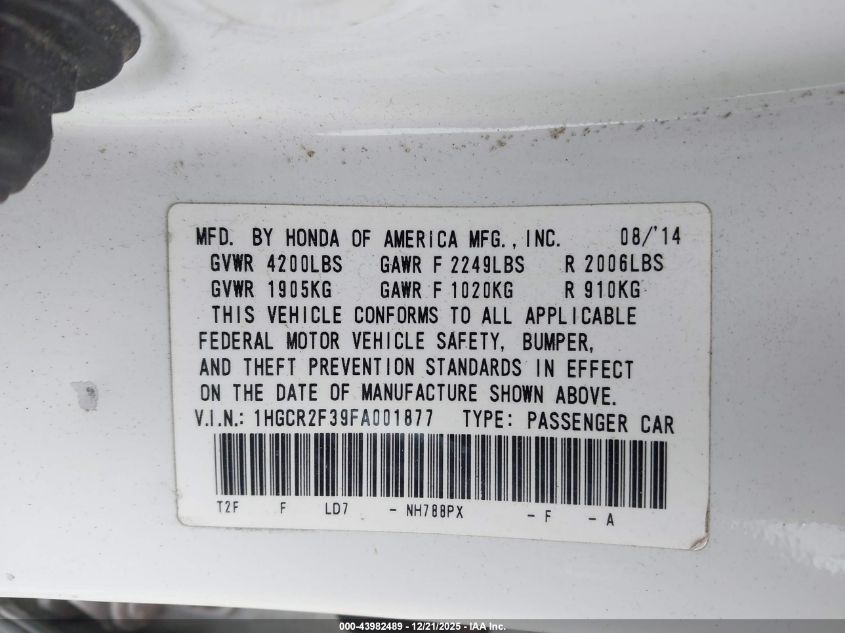 MFD. BY HONDA OF AMERICA MFG., INC. 08/'14
GVWR 4200LBS GAWR F 2249LBS R 2006LBS
GVWR 1905KG GAWR F 1020KG R 910KG
THIS VEHICLE CONFORMS TO ALL APPLICABLE
FEDERAL MOTOR VEHICLE SAFETY, BUMPER,
AND THEFT PREVENTION STANDARDS IN EFFECT
ON THE DATE OF MANUFACTURE SHOWN ABOVE.
V.I.N.: 1HGCR2F39FA001877 TYPE: PASSENGER CAR
T2F F LD7 - NH788PX - F - A
000-43982489 - 12/21/2025 - IAA Inc.